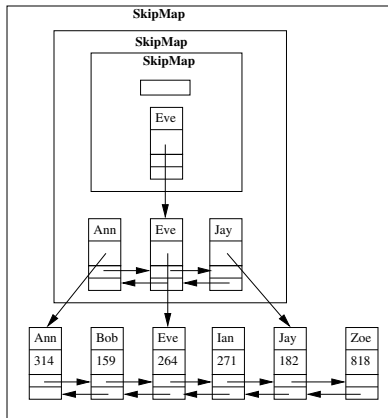 SkipMap
SkipMap
SkipMap
Eve
Ann Eve Jay
Ann Bob Eve Ian Jay Zoe
314 159 264 271 182 818